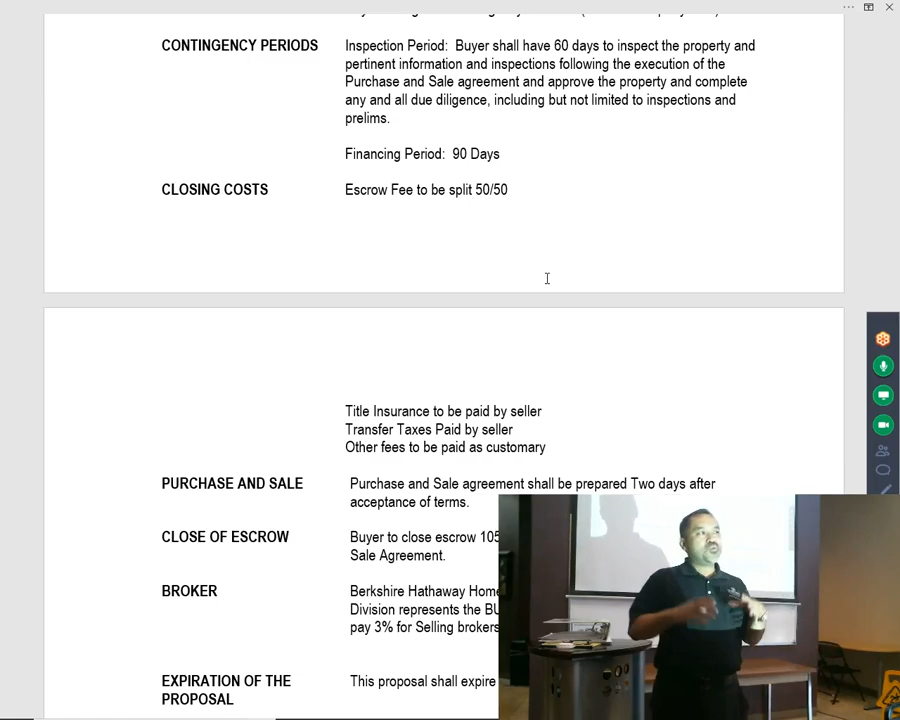 CONTINGENCY PERIODS Inspection Period: Buyer shall have 60 days to inspect the property and
pertinent information and inspections following the execution of the
Purchase and Sale agreement and approve the property and complete
any and all due diligence, including but not limited to inspections and
prelims.
Financing Period: 90 Days
CLOSING COSTS Escrow Fee to be split 50/50
Title Insurance to be paid by seller
Transfer Taxes Paid by seller
Other fees to be paid as customary
PURCHASE AND SALE Purchase and Sale agreement shall be prepared Two days after
acceptance of terms.
CLOSE OF ESCROW Buyer to close escrow 105
Sale Agreement.
BROKER Berkshire Hathaway Home
Division represents the BU
pay 3% for Selling brokers
EXPIRATION OF THE This proposal shall expire
PROPOSAL